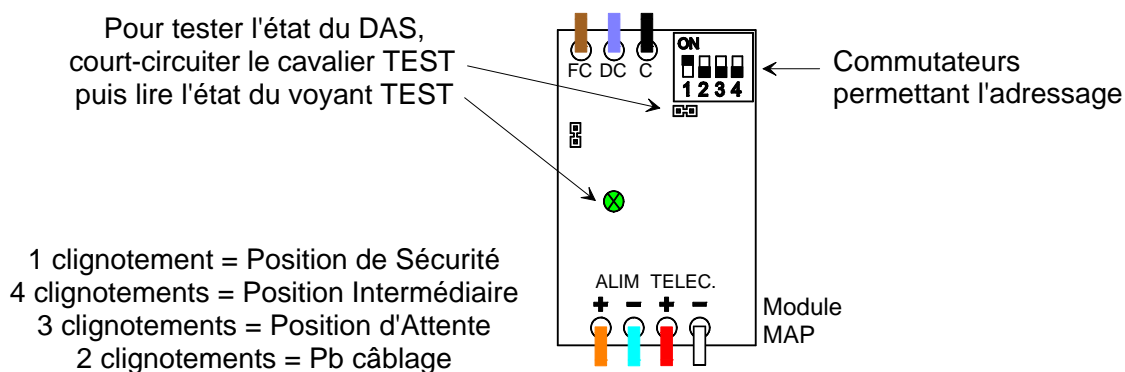 Pour tester l'état du DAS,
court-circuiter le cavalier TEST
puis lire l'état du voyant TEST
FC DC C
ON
1 2 3 4
Commutateurs
permettant l'adressage
1 clignotement = Position de Sécurité
4 clignotements = Position Intermédiaire
3 clignotements = Position d'Attente
2 clignotements = Pb câblage
ALIM TELEC.
+ - + -
Module
MAP